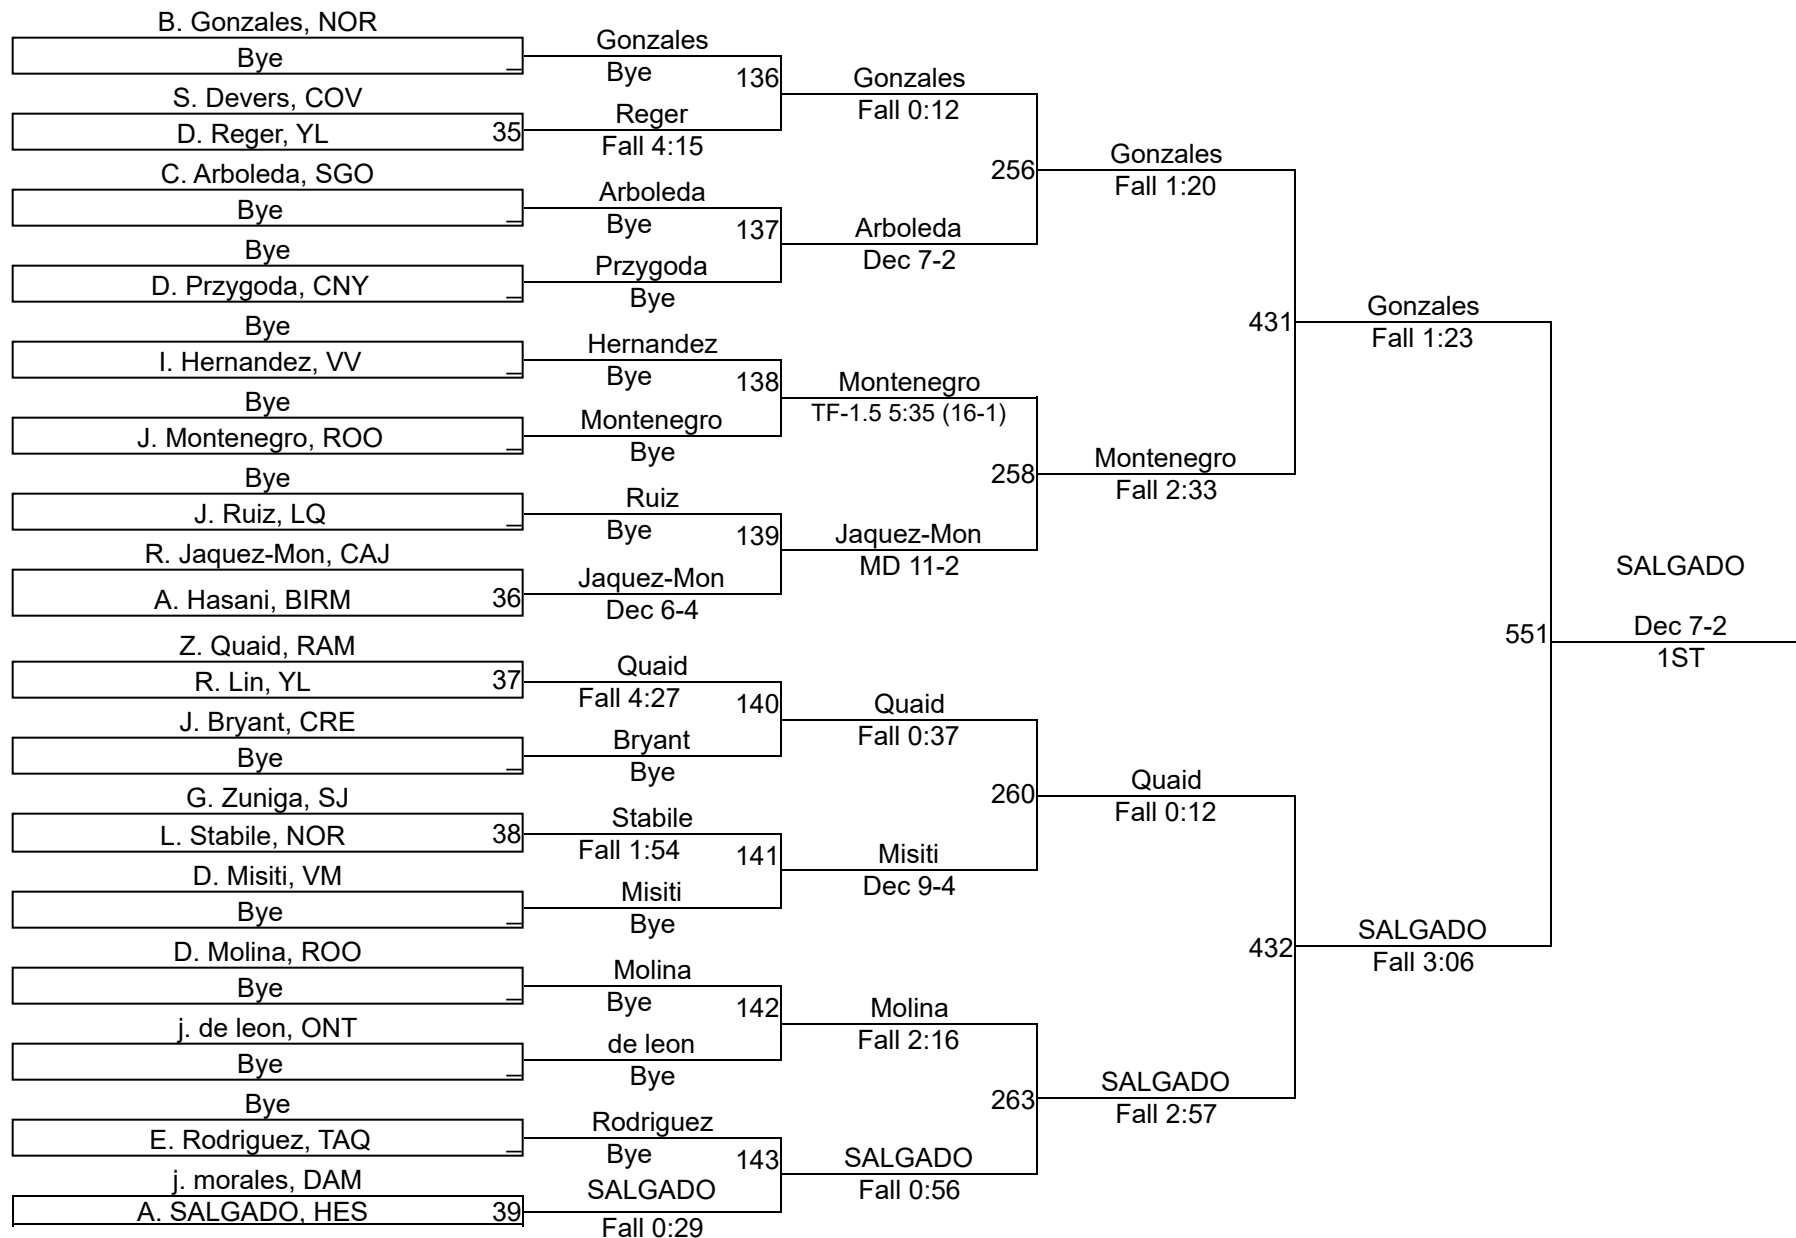 B. Gonzales, NOR
Bye _
S. Devers, COV
D. Reger, YL 35
C. Arboleda, SGO
Bye _
Bye
D. Przygoda, CNY _
Bye
I. Hernandez, VV _
Bye
J. Montenegro, ROO _
Bye
J. Ruiz, LQ _
R. Jaquez-Mon, CAJ
A. Hasani, BIRM 36
Z. Quaid, RAM
R. Lin, YL 37
J. Bryant, CRE
Bye _
G. Zuniga, SJ
L. Stabile, NOR 38
D. Misiti, VM
Bye _
D. Molina, ROO
Bye _
j. de leon, ONT
Bye _
Bye
E. Rodriguez, TAQ _
j. morales, DAM
A. SALGADO, HES 39
Gonzales
Bye 136
Reger
Fall 4:15
Arboleda
Bye 137
Przygoda
Bye
Hernandez
Bye 138
Montenegro
Bye
Ruiz
Bye 139
Jaquez-Mon
Dec 6-4
Quaid
Fall 4:27 140
Bryant
Bye
Stabile
Fall 1:54 141
Misiti
Bye
Molina
Bye 142
de leon
Bye
Rodriguez
Bye 143
SALGADO
Fall 0:29
Gonzales
Fall 0:12
256
Arboleda
Dec 7-2
Montenegro
TF-1.5 5:35 (16-1)
258
Jaquez-Mon
MD 11-2
Quaid
Fall 0:37
260
Misiti
Dec 9-4
Molina
Fall 2:16
263
SALGADO
Fall 0:56
Gonzales
Fall 1:20
431
Montenegro
Fall 2:33
Quaid
Fall 0:12
432
SALGADO
Fall 2:57
Gonzales
Fall 1:23
551
SALGADO
Fall 3:06
SALGADO
Dec 7-2
1ST